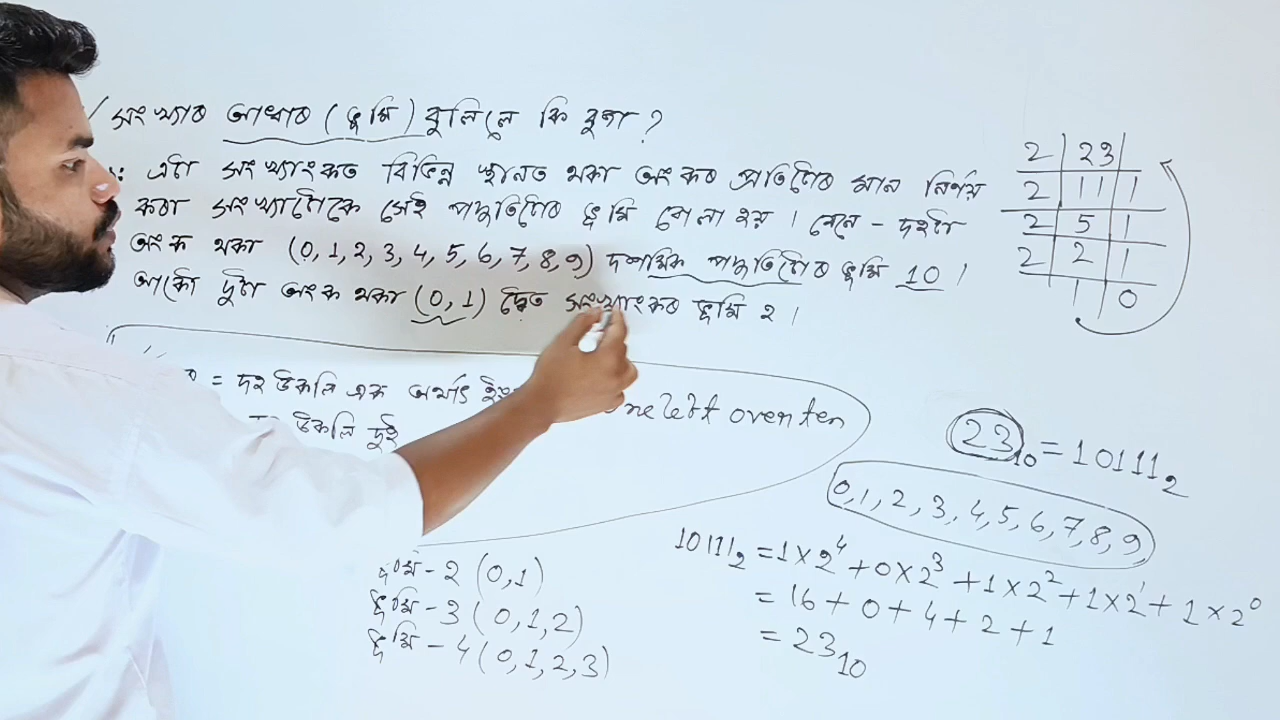 / সংখ্যাৰ আধাৰ (ভূমি) বুলিলে কি বুজা ?
: এটা সংখ্যাংকত বিভিন্ন স্থানত থকা অংকৰ প্ৰতিটোৰ মান নিৰ্ণয়
কৰা সংখ্যাটোকে সেই পদ্ধতিটোৰ ভূমি বোলা হয় । যেনে - দহটা
অংক থকা (0, 1, 2, 3, 4, 5, 6, 7, 8, 9) দশমিক পদ্ধতিটোৰ ভূমি 10 ।
আকৌ দুটা অংক থকা (0, 1) দ্বৈত সংখ্যাংকৰ ভূমি ২ ।
= দহ উকলি এক অৰ্থাৎ one left over ten
উকলি দুই
ভূমি - 2 (0,1)
ভূমি - 3 (0,1,2)
ভূমি - 4 (0,1,2,3)
2 | 23 |
2 | 11 | 1
2 | 5 | 1
2 | 2 | 1
1 | 0
23₁₀ = 10111₂
0, 1, 2, 3, 4, 5, 6, 7, 8, 9,
10111₂ = 1×2⁴ + 0×2³ + 1×2² + 1×2¹ + 1×2⁰
= 16 + 0 + 4 + 2 + 1
= 23₁₀